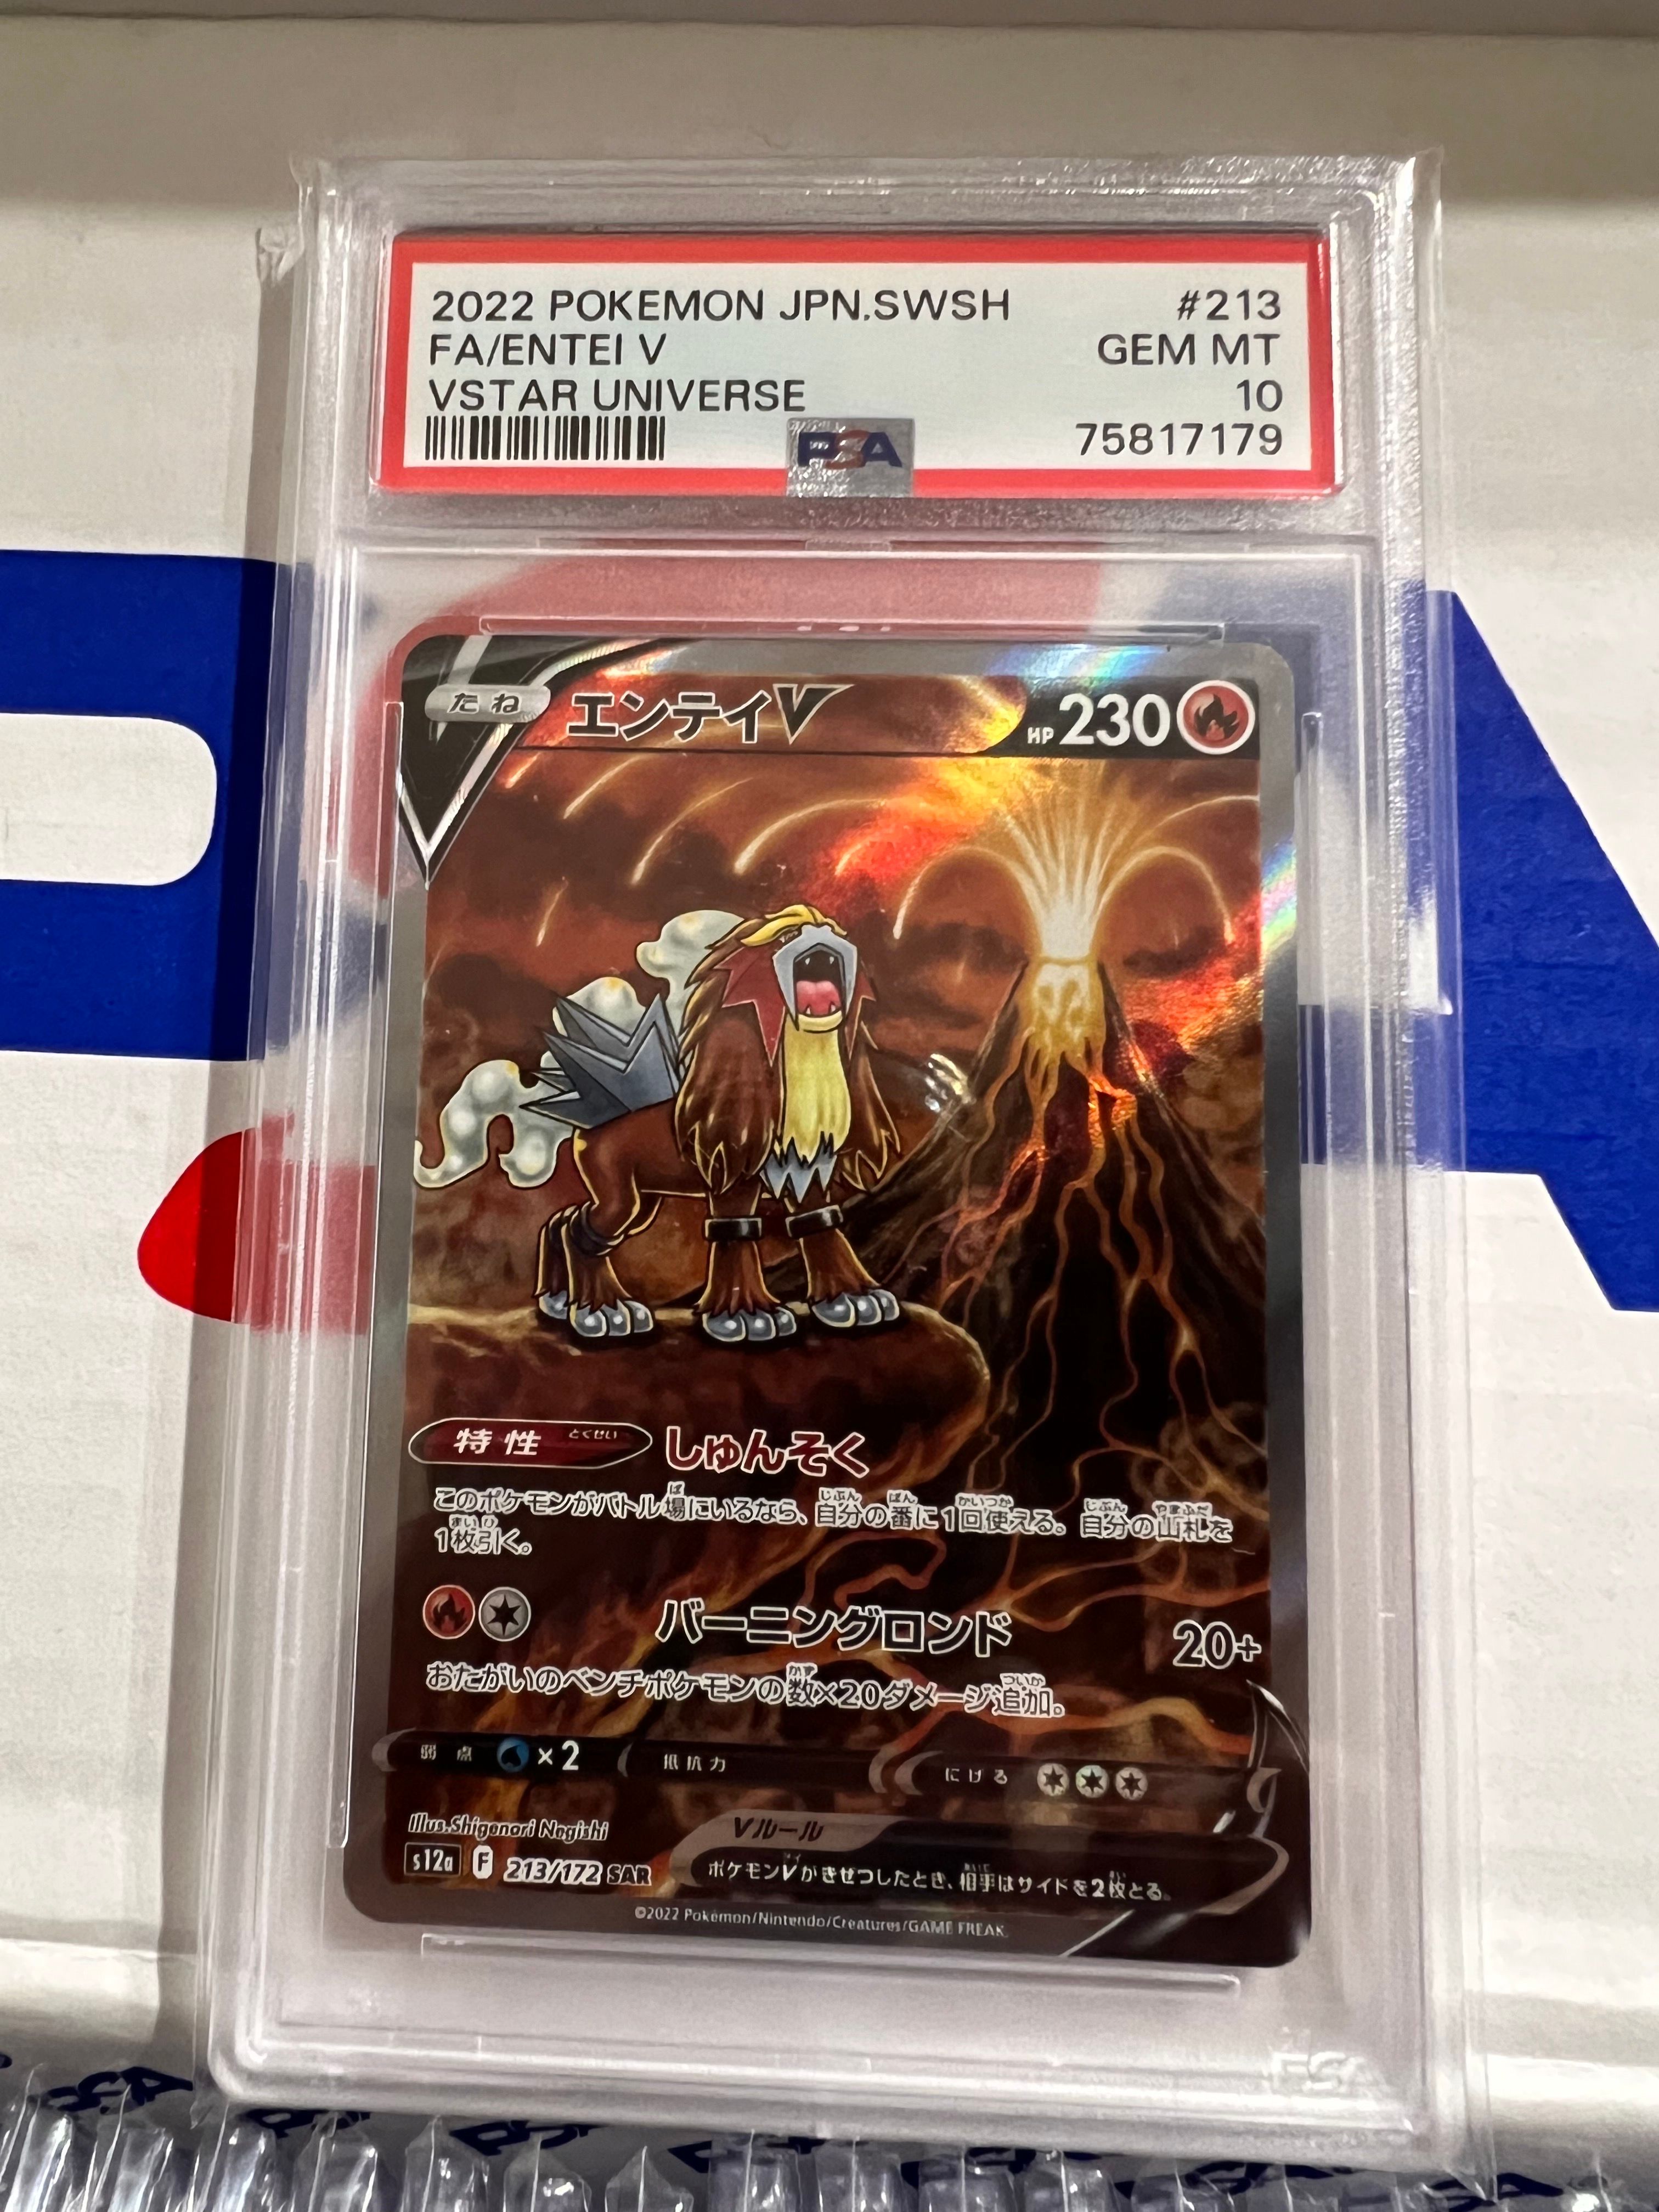 2022 POKEMON JPN.SWSH #213
FA/ENTEI V GEM MT
VSTAR UNIVERSE 10
PSA 75817179
たね エンテイV HP 230
特性 とくせい しゅんそく
このポケモンがバトル場にいるなら、自分の番に1回使える。自分の山札を
1枚引く。
バーニングロンド 20+
おたがいのベンチポケモンの数×20ダメージ追加。
弱点 ×2 抵抗力 にげる
Illus.Shigenori Negishi Vルール
s12a F 213/172 SAR ポケモンVがきぜつしたとき、相手はサイドを2枚とる。
©2022 Pokémon/Nintendo/Creatures/GAME FREAK.
PSA